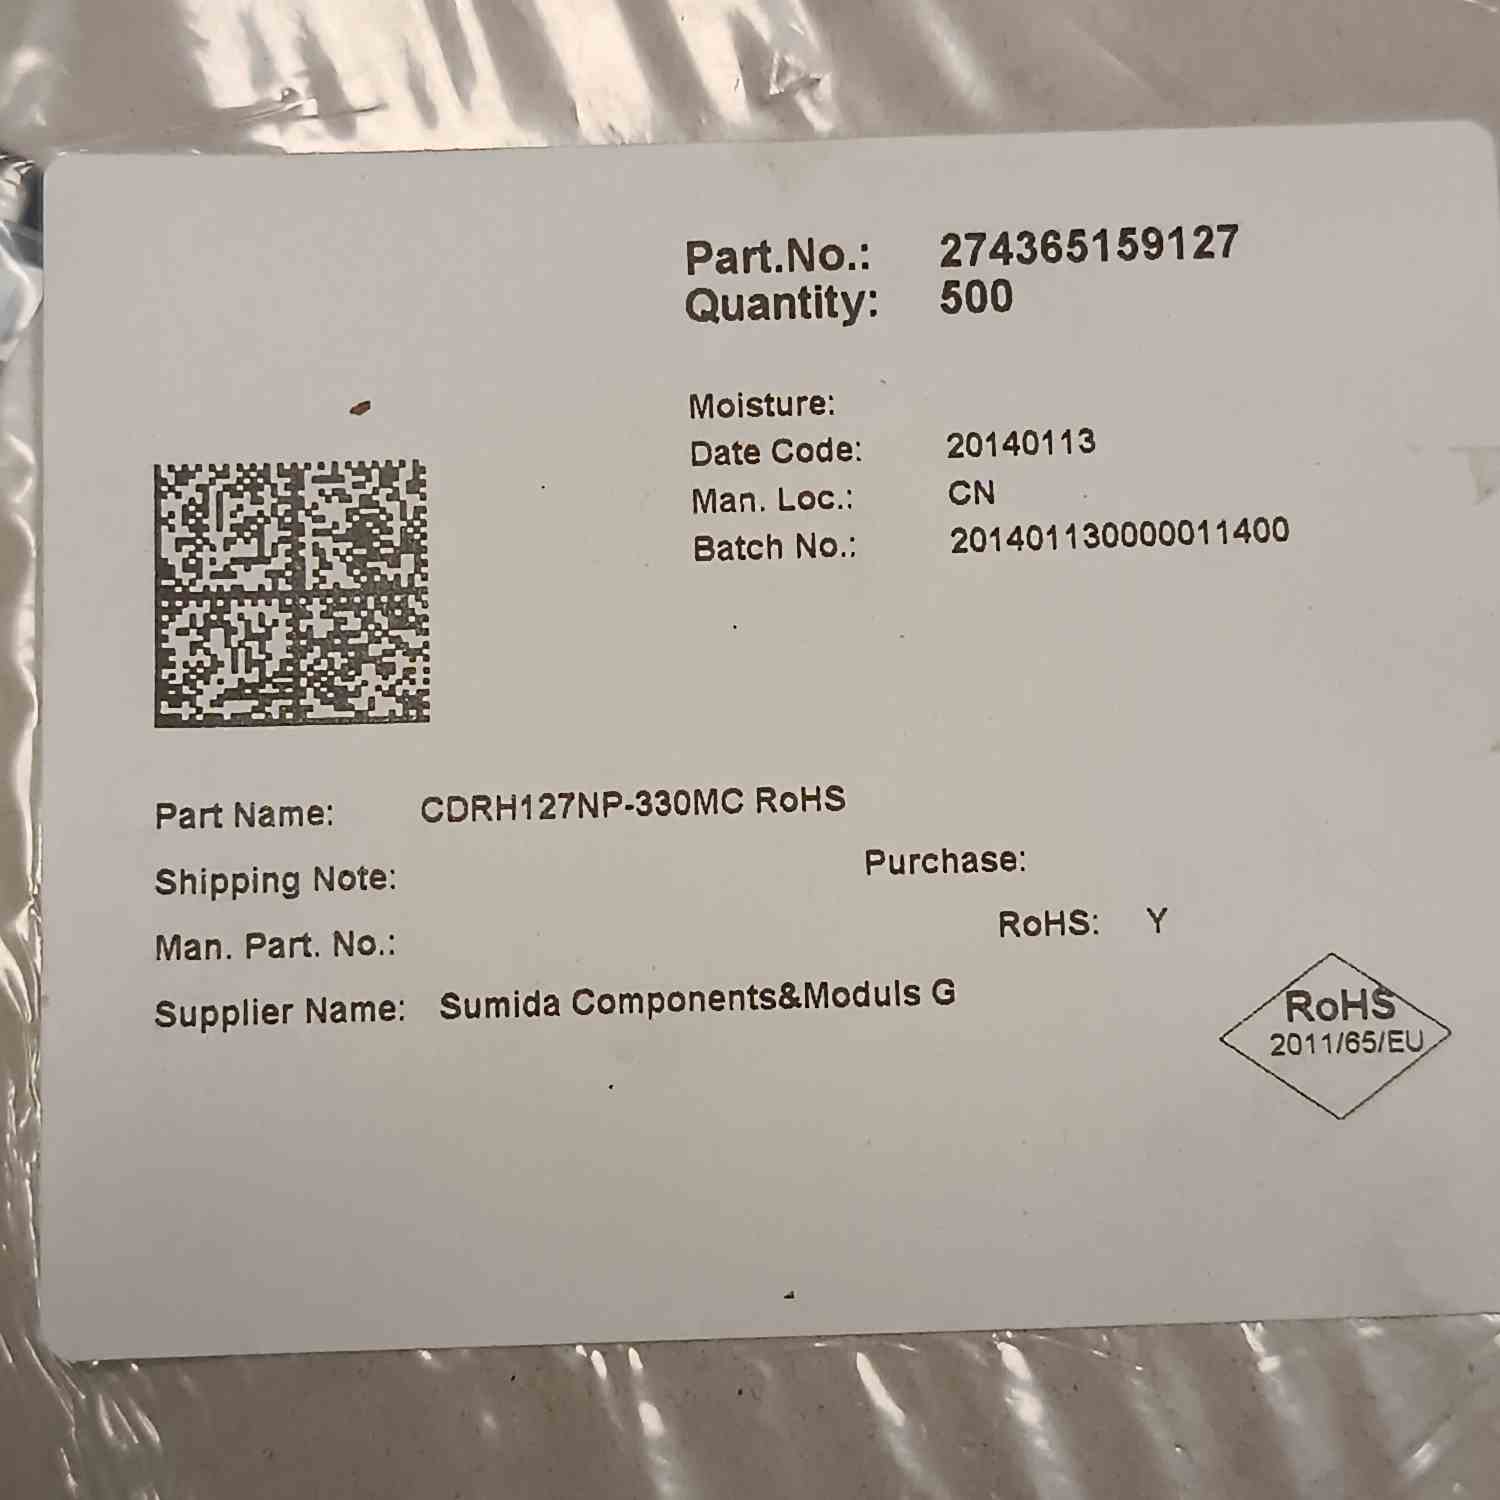 Part.No.: 274365159127
Quantity: 500
Moisture:
Date Code: 20140113
Man. Loc.: CN
Batch No.: 201401130000011400
Part Name: CDRH127NP-330MC RoHS
Shipping Note:
Purchase:
Man. Part. No.:
RoHS: Y
Supplier Name: Sumida Components&Moduls G
RoHS
2011/65/EU